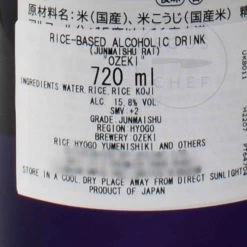 原材料名:米(国産)、米こうじ(国産米)
RICE-BASED ALCOHOLIC DRINK
(JUNMAISHU RAI)
"OZEKI"
720 ml
CHEF
INGREDIENTS:WATER,RICE,RICE KOJI
ALC 15.8% VOL
SMV:+2
GRADE:JUNMAISHU
REGION:HYOGO
BREWERY:OZEKI
RICE:HYOGO YUMENISHIKI AND OTHERS
STORE IN A COOL,DRY PLACE AWAY FROM DIRECT SUNLIGHT
PRODUCT OF JAPAN